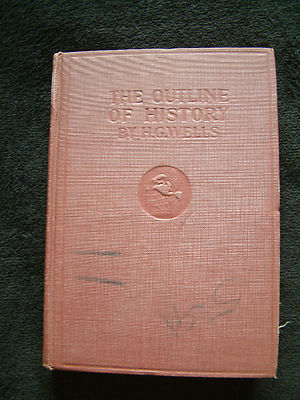 THE OUTLINE
OF HISTORY
BY H.G. WELLS